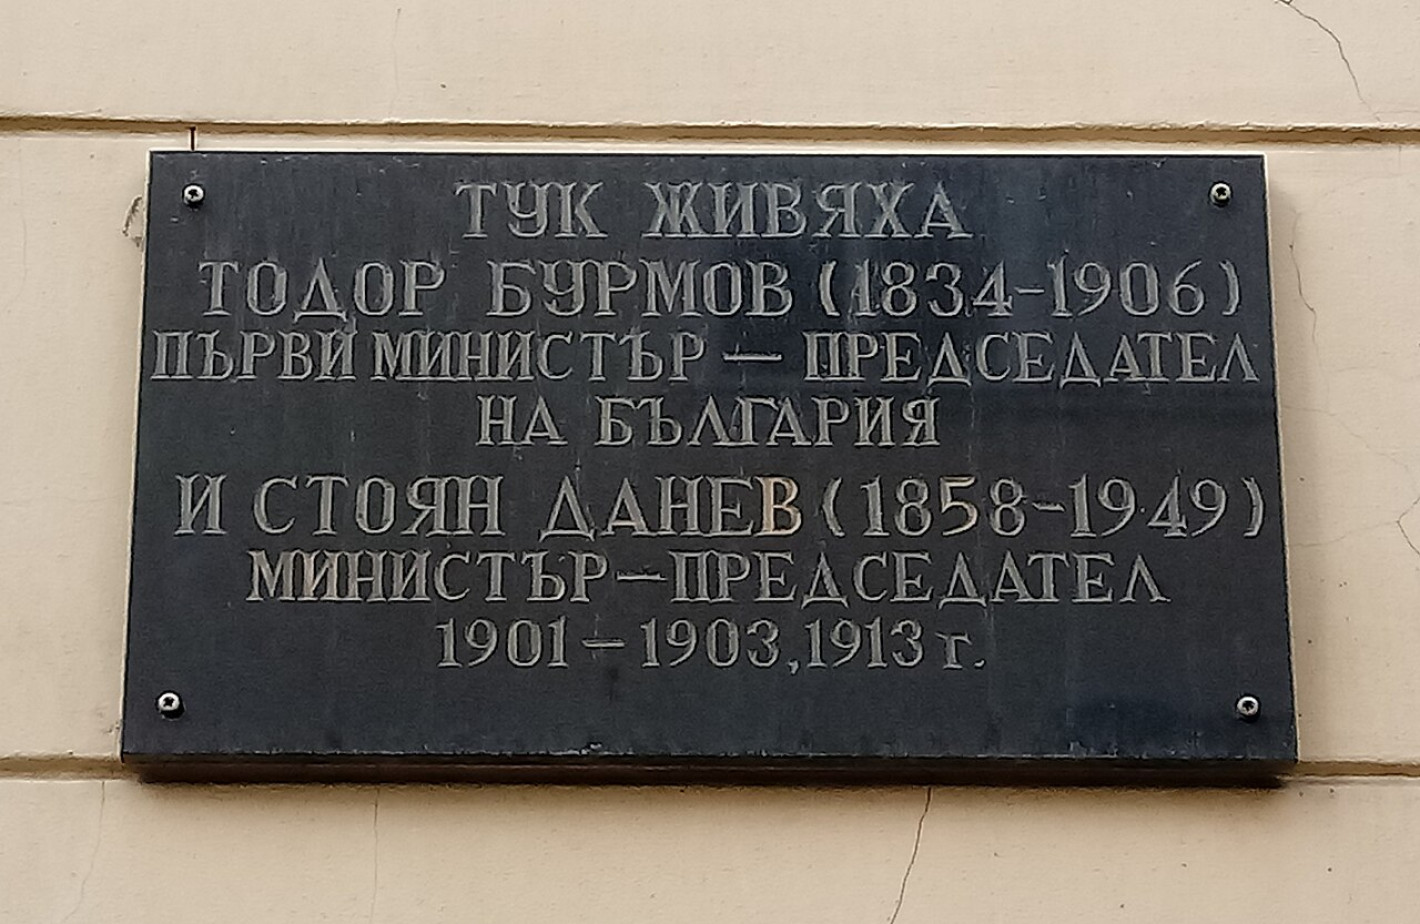 ТУК ЖИВЯХА
ТОДОР БУРМОВ (1834-1906)
ПЪРВИ МИНИСТЪР — ПРЕДСЕДАТЕЛ
НА БЪЛГАРИЯ
И СТОЯН ДАНЕВ (1858-1949)
МИНИСТЪР — ПРЕДСЕДАТЕЛ
1901 — 1903, 1913 г.